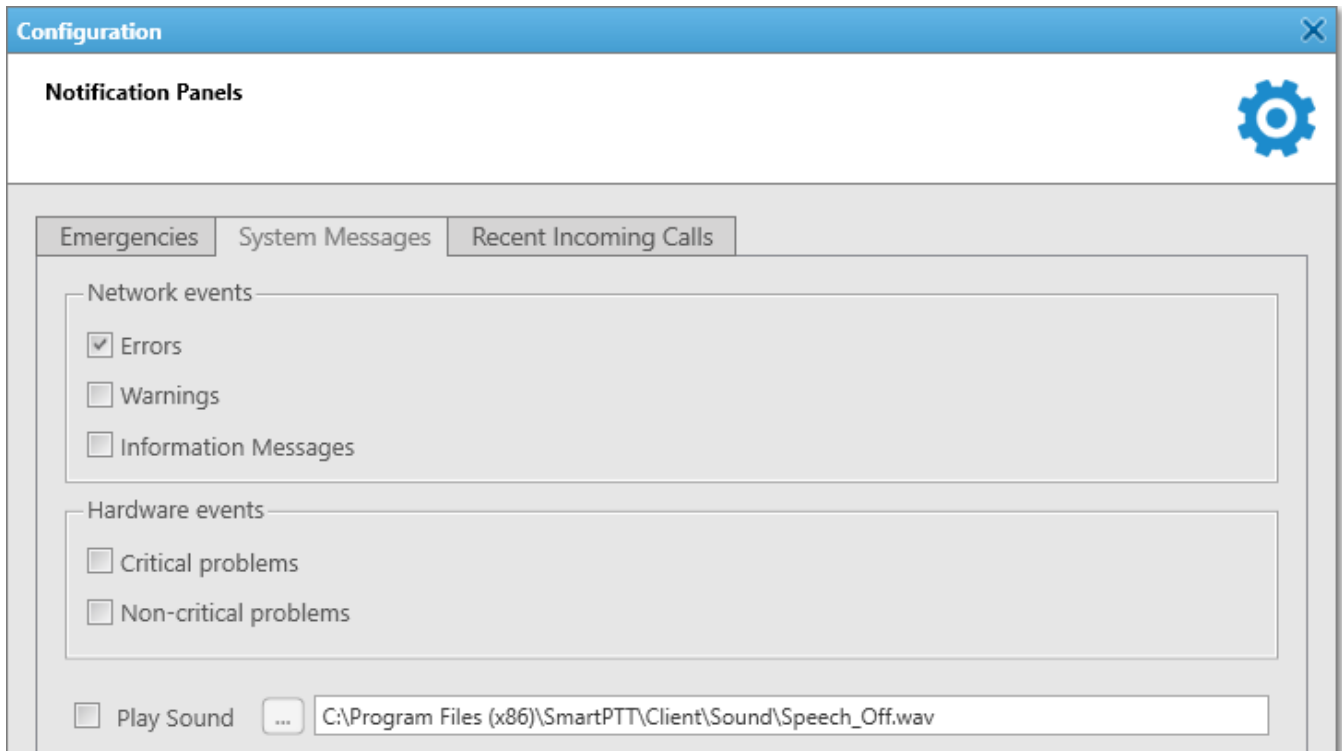 Configuration
Notification Panels
Emergencies System Messages Recent Incoming Calls
Network events
Errors
Warnings
Information Messages
Hardware events
Critical problems
Non-critical problems
Play Sound ... C:\Program Files (x86)\SmartPTT\Client\Sound\Speech_Off.wav